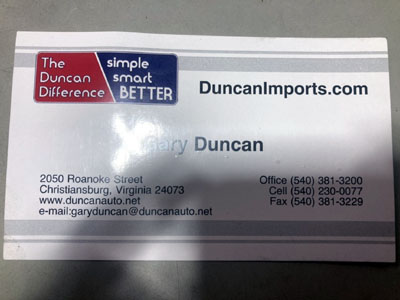 The
Duncan
Difference
simple
smart
BETTER
DuncanImports.com
Gary Duncan
2050 Roanoke Street
Christiansburg, Virginia 24073
www.duncanauto.net
e-mail:garyduncan@duncanauto.net
Office (540) 381-3200
Cell (540) 230-0077
Fax (540) 381-3229